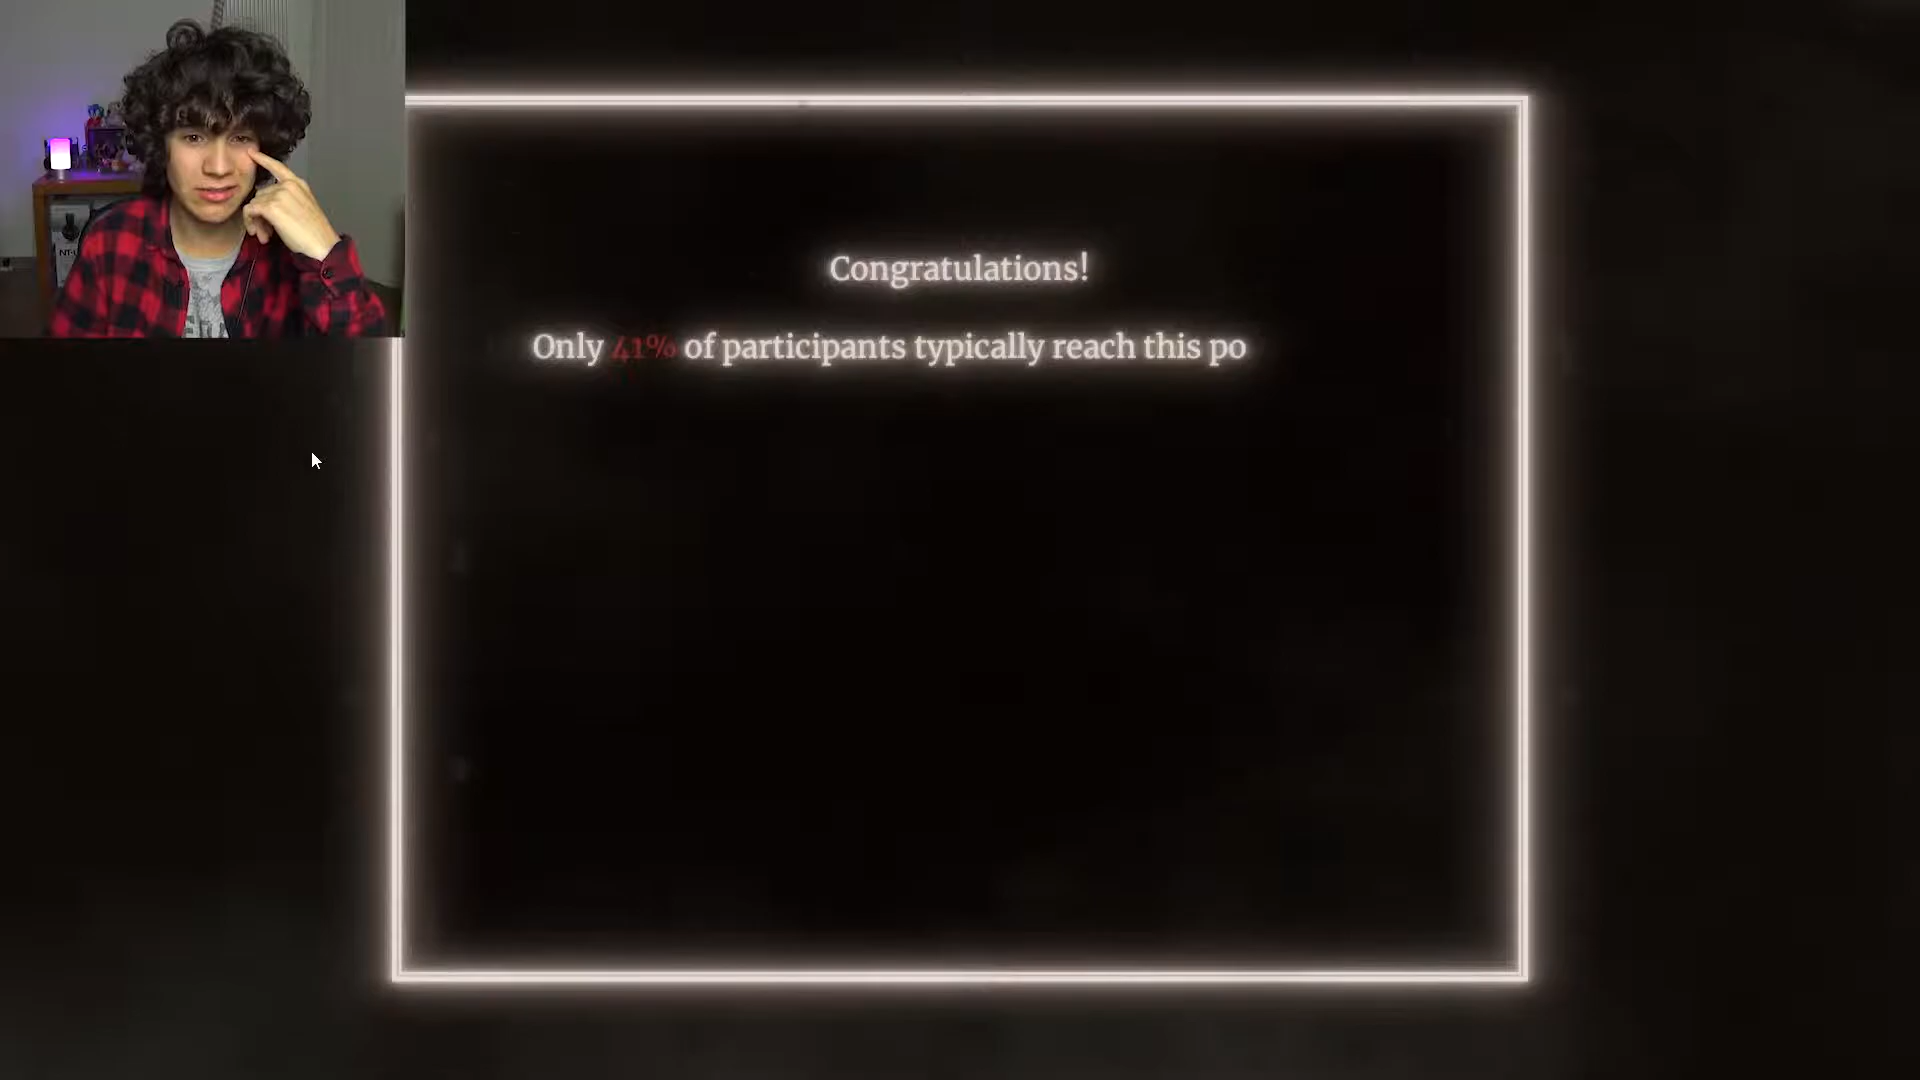 Congratulations!
Only 41% of participants typically reach this po